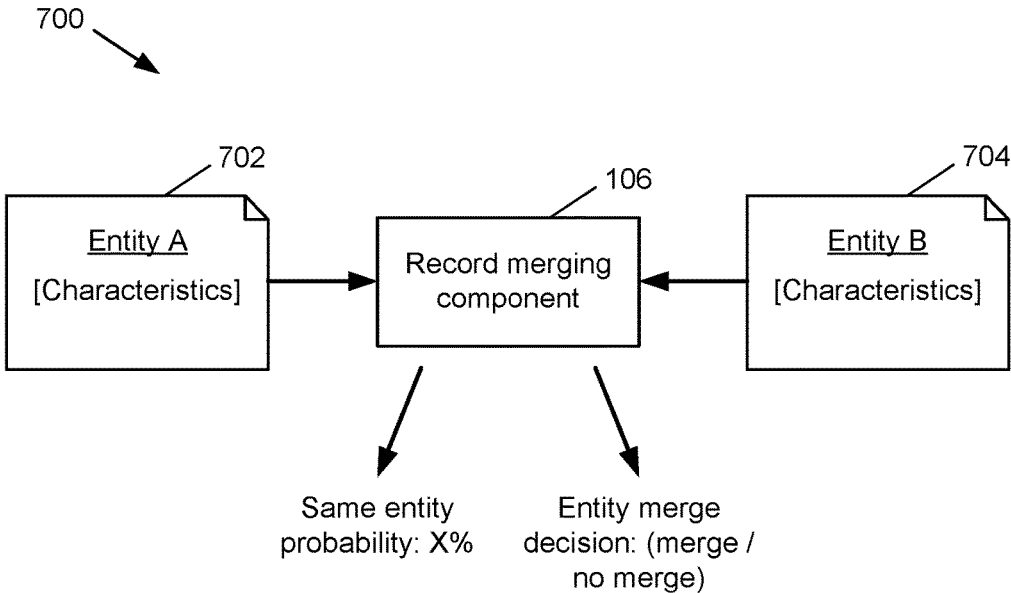 700
702
106
704
Entity A
[Characteristics]
Record merging
component
Entity B
[Characteristics]
Same entity
probability: X%
Entity merge
decision: (merge /
no merge)